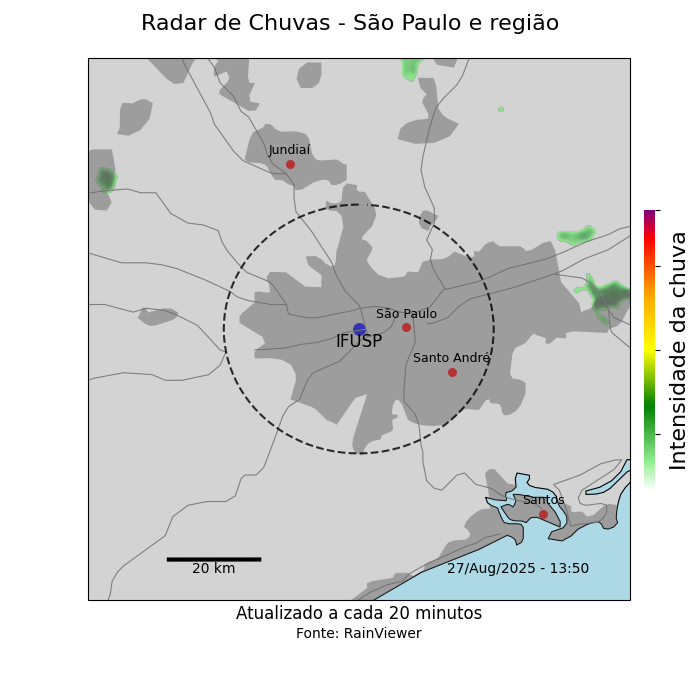 Radar de Chuvas - São Paulo e região
Jundiaí
São Paulo
IFUSP
Santo André
Santos
20 km
27/Aug/2025 - 13:50
Intensidade da chuva
Atualizado a cada 20 minutos
Fonte: RainViewer